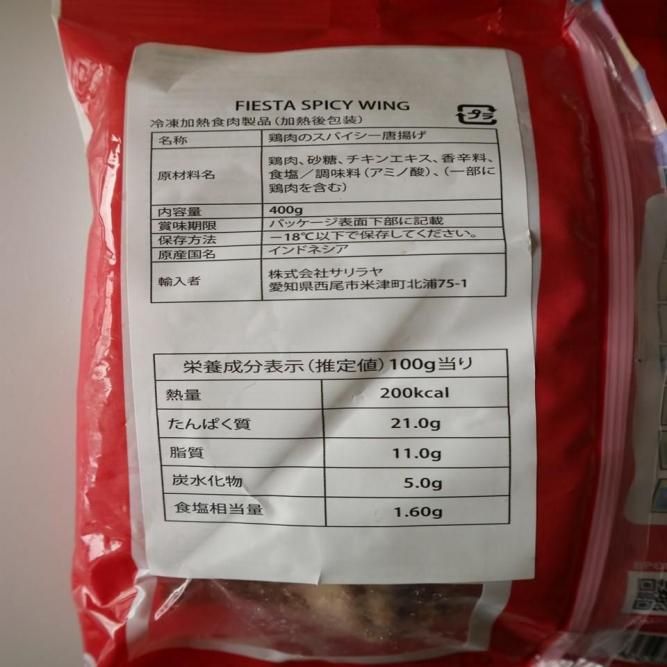 FIESTA SPICY WING
冷凍加熱食肉製品(加熱後包装)
プラ
名称 鶏肉のスパイシー唐揚げ
原材料名 鶏肉、砂糖、チキンエキス、香辛料、
食塩／調味料(アミノ酸)、(一部に
鶏肉を含む)
内容量 400g
賞味期限 パッケージ表面下部に記載
保存方法 －18℃以下で保存してください。
原産国名 インドネシア
輸入者 株式会社サリラヤ
愛知県西尾市米津町北浦75-1
栄養成分表示(推定値)100g当り
熱量 200kcal
たんぱく質 21.0g
脂質 11.0g
炭水化物 5.0g
食塩相当量 1.60g